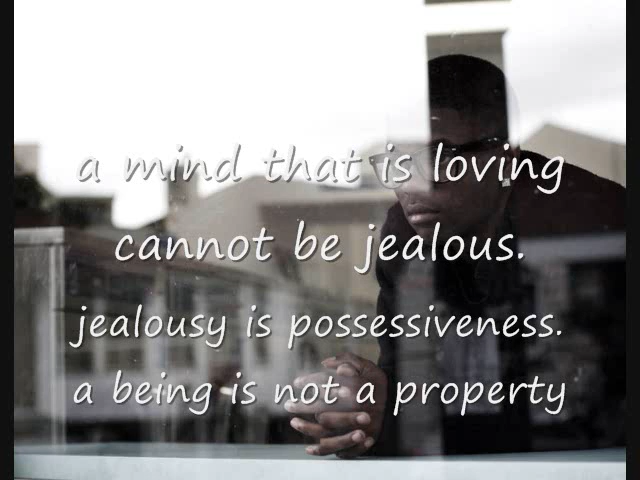 a mind that is loving
cannot be jealous.
jealousy is possessiveness.
a being is not a property